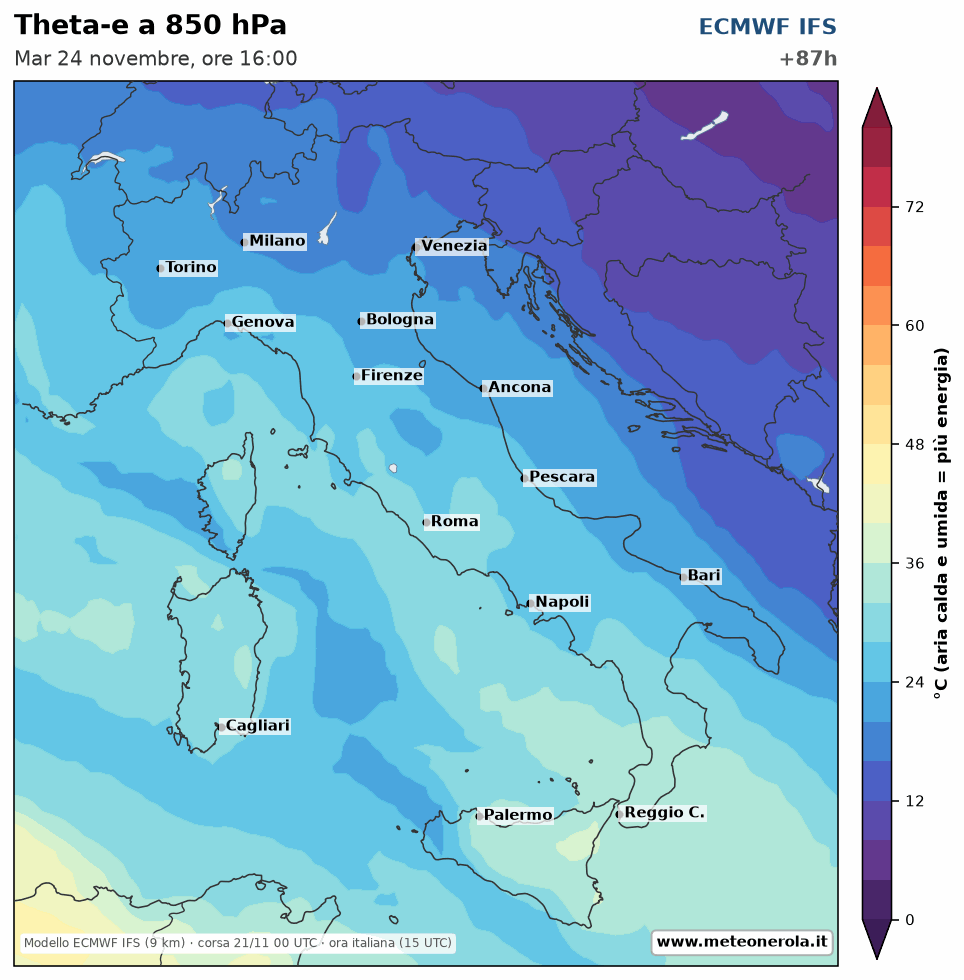 Theta-e a 850 hPa
ECMWF IFS
Mar 24 novembre, ore 16:00
+87h
Milano
Venezia
Torino
Genova
Bologna
Firenze
Ancona
Pescara
Roma
Bari
Napoli
Cagliari
Palermo
Reggio C.
72
60
48
36
24
12
0
°C (aria calda e umida = più energia)
Modello ECMWF IFS (9 km) · corsa 21/11 00 UTC · ora italiana (15 UTC)
www.meteonerola.it